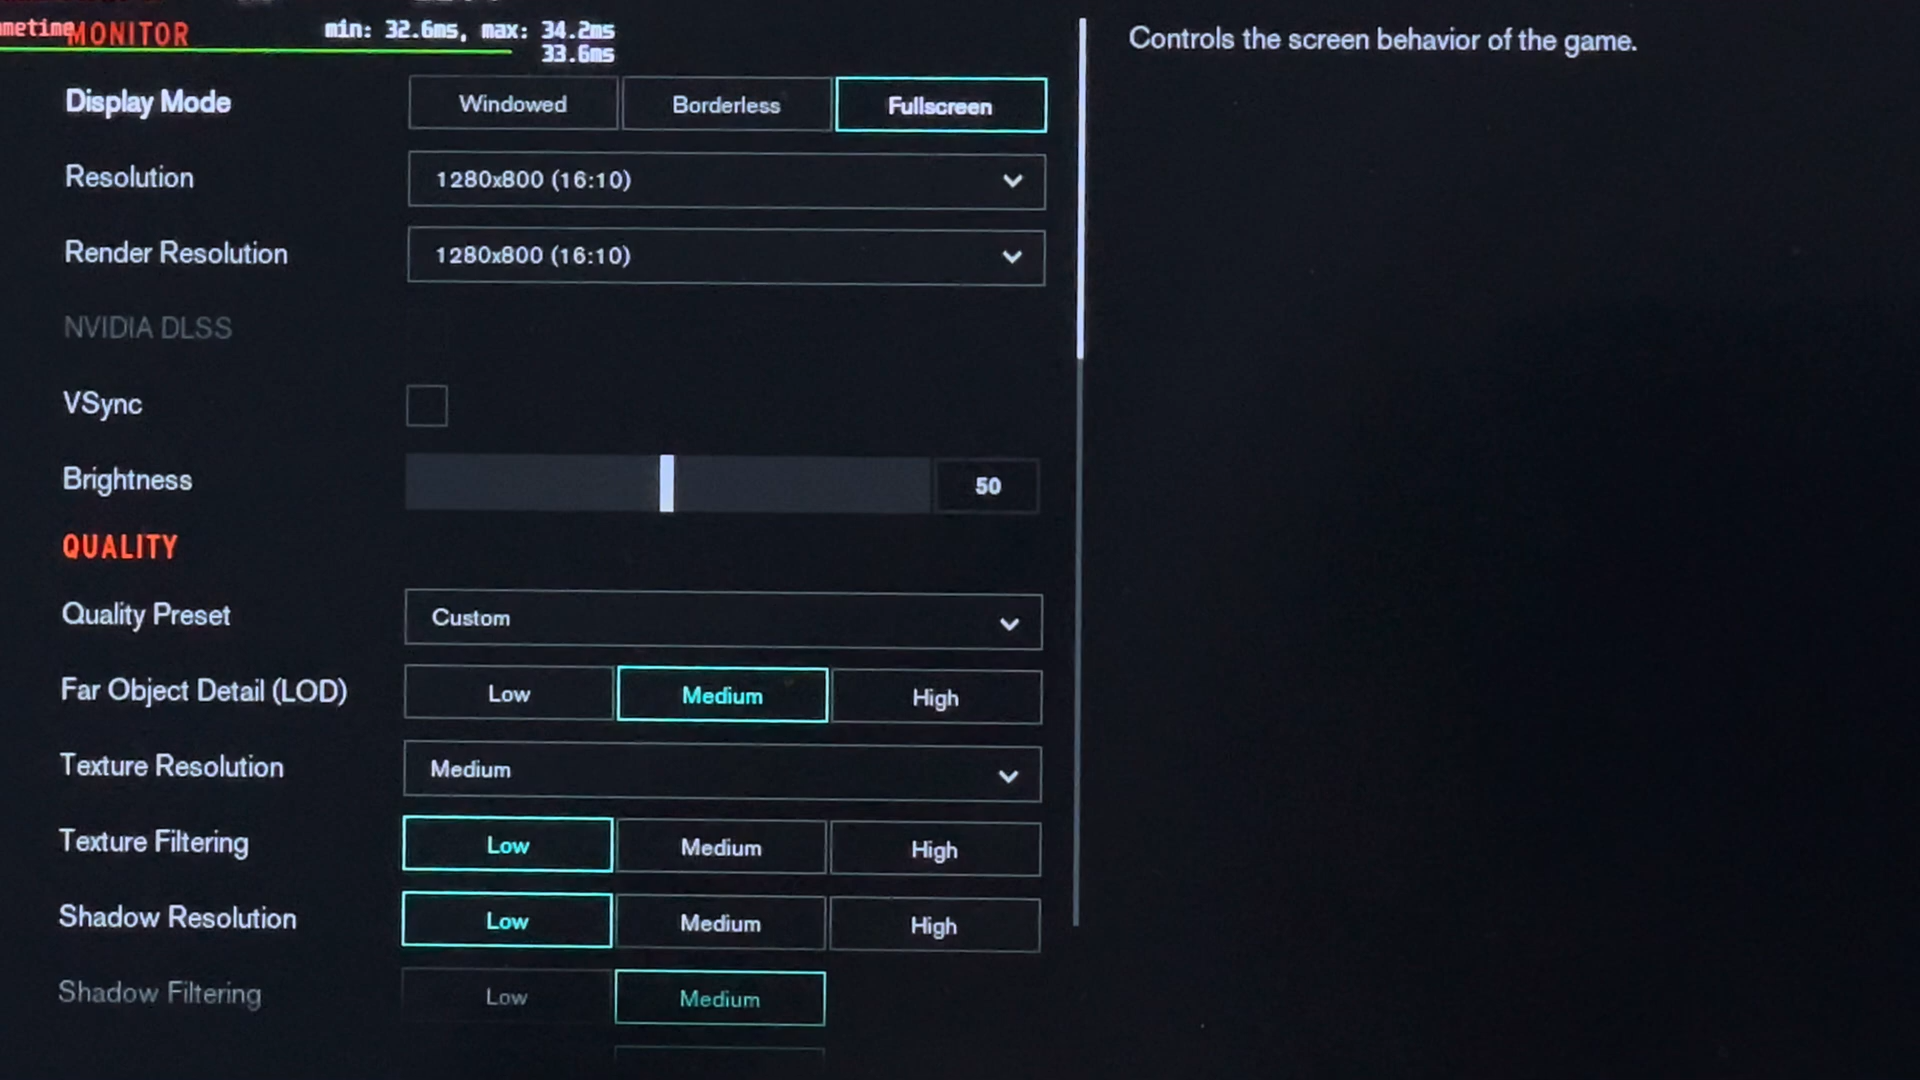 MONITOR
min: 32.6ms, max: 34.2ms
33.6ms
Controls the screen behavior of the game.
Display Mode Windowed Borderless Fullscreen
Resolution 1280x800 (16:10)
Render Resolution 1280x800 (16:10)
NVIDIA DLSS
VSync
Brightness 50
QUALITY
Quality Preset Custom
Far Object Detail (LOD) Low Medium High
Texture Resolution Medium
Texture Filtering Low Medium High
Shadow Resolution Low Medium High
Shadow Filtering Low Medium